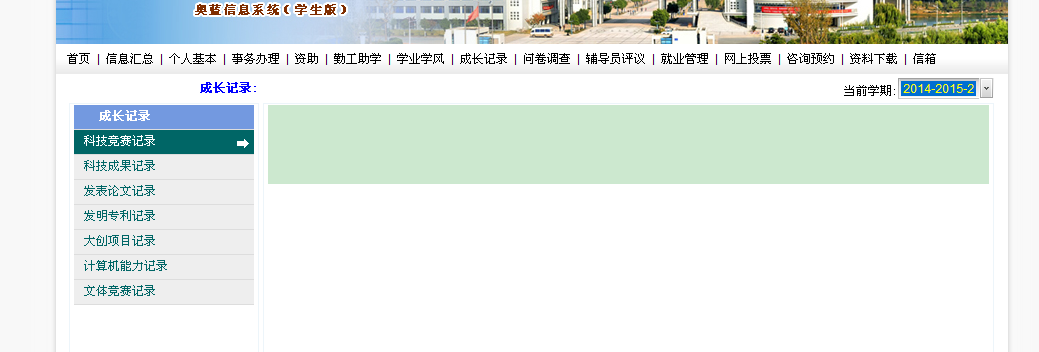 奥蓝信息系统(学生版)
首页 | 信息汇总 | 个人基本 | 事务办理 | 资助 | 勤工助学 | 学业学风 | 成长记录 | 问卷调查 | 辅导员评议 | 就业管理 | 网上投票 | 咨询预约 | 资料下载 | 信箱
成长记录:
当前学期: 2014-2015-2
成长记录
科技竞赛记录
科技成果记录
发表论文记录
发明专利记录
大创项目记录
计算机能力记录
文体竞赛记录